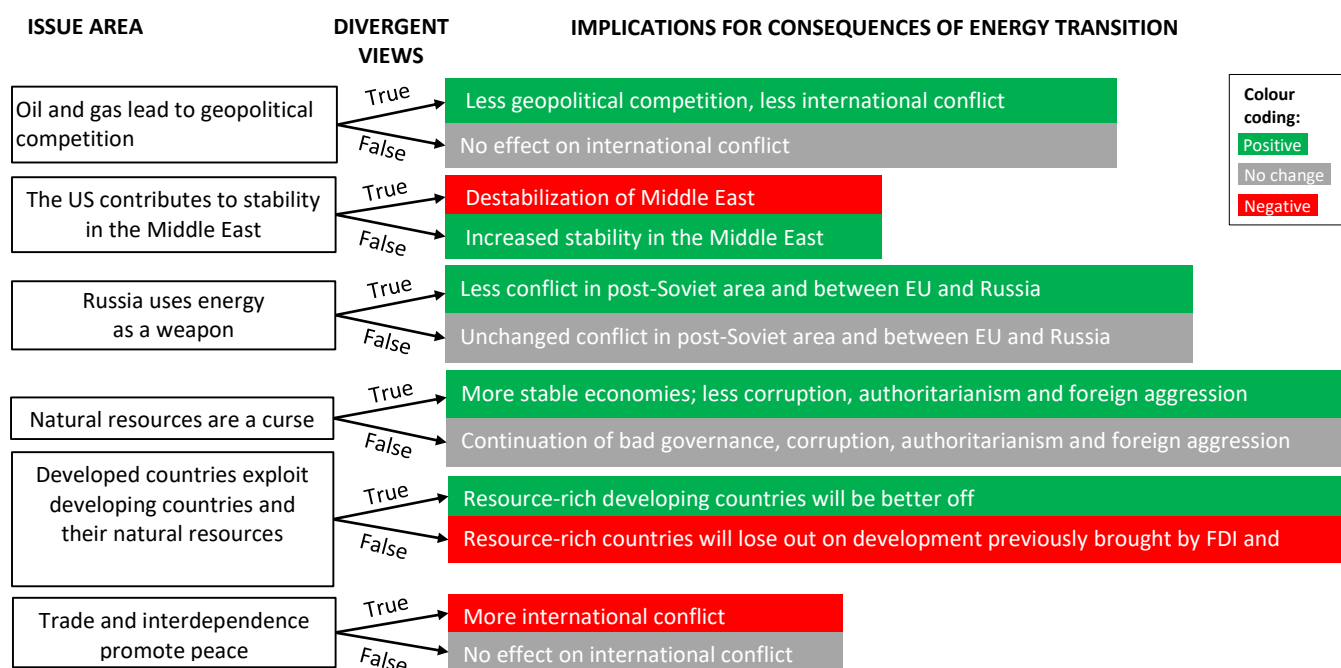 ISSUE AREA
DIVERGENT
VIEWS
IMPLICATIONS FOR CONSEQUENCES OF ENERGY TRANSITION
Oil and gas lead to geopolitical
competition
True
False
Less geopolitical competition, less international conflict
No effect on international conflict
The US contributes to stability
in the Middle East
True
False
Destabilization of Middle East
Increased stability in the Middle East
Russia uses energy
as a weapon
True
False
Less conflict in post-Soviet area and between EU and Russia
Unchanged conflict in post-Soviet area and between EU and Russia
Natural resources are a curse
True
False
More stable economies; less corruption, authoritarianism and foreign aggression
Continuation of bad governance, corruption, authoritarianism and foreign aggression
Developed countries exploit
developing countries and
their natural resources
True
False
Resource-rich developing countries will be better off
Resource-rich countries will lose out on development previously brought by FDI and
Trade and interdependence
promote peace
True
False
More international conflict
No effect on international conflict
Colour
coding:
Positive
No change
Negative